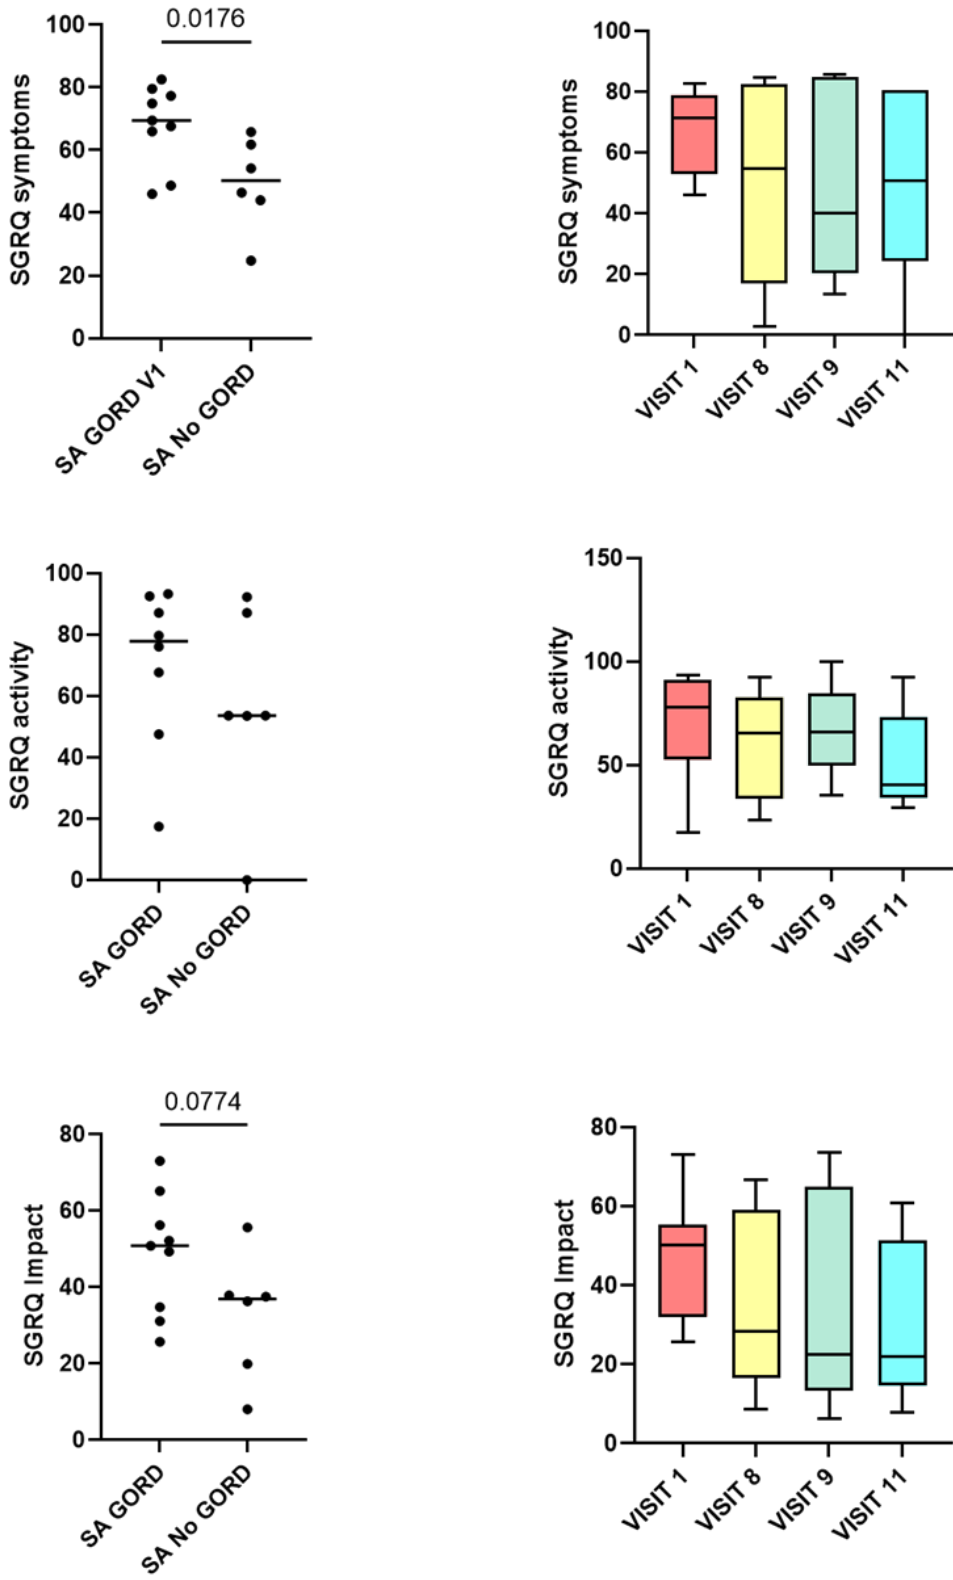 0.0176
SGRQ symptoms
100
80
60
40
20
0
SA GORD V1
SA No GORD
SGRQ symptoms
100
80
60
40
20
0
VISIT 1
VISIT 8
VISIT 9
VISIT 11
SGRQ activity
100
80
60
40
20
0
SA GORD
SA No GORD
SGRQ activity
150
100
50
0
VISIT 1
VISIT 8
VISIT 9
VISIT 11
0.0774
SGRQ Impact
80
60
40
20
0
SA GORD
SA No GORD
SGRQ Impact
80
60
40
20
0
VISIT 1
VISIT 8
VISIT 9
VISIT 11